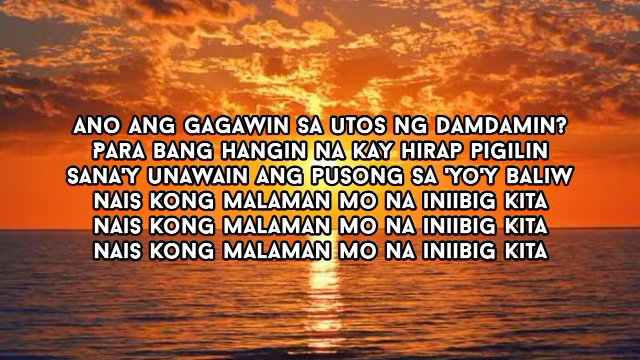 ANO ANG GAGAWIN SA UTOS NG DAMDAMIN?
PARA BANG HANGIN NA KAY HIRAP PIGILIN
SANA'Y UNAWAIN ANG PUSONG SA 'YO'Y BALIW
NAIS KONG MALAMAN MO NA INIIBIG KITA
NAIS KONG MALAMAN MO NA INIIBIG KITA
NAIS KONG MALAMAN MO NA INIIBIG KITA